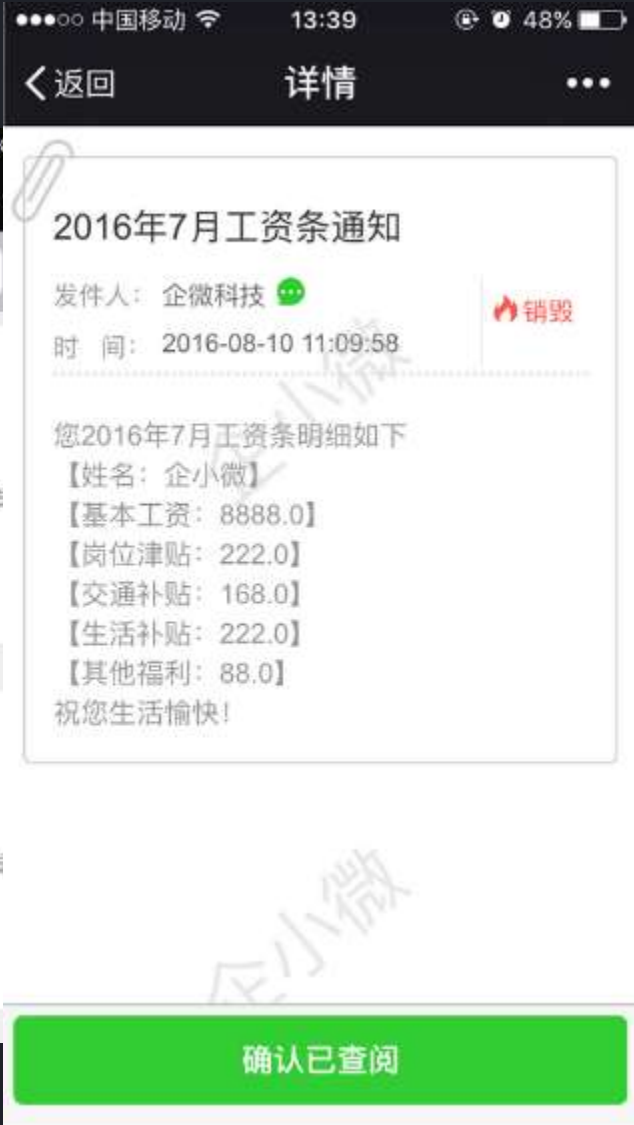 中国移动 13:39 48%
返回 详情
2016年7月工资条通知
发件人： 企微科技
销毁
时 间： 2016-08-10 11:09:58
您2016年7月工资条明细如下
【姓名：企小微】
【基本工资：8888.0】
【岗位津贴：222.0】
【交通补贴：168.0】
【生活补贴：222.0】
【其他福利：88.0】
祝您生活愉快！
企小微
企小微
确认已查阅